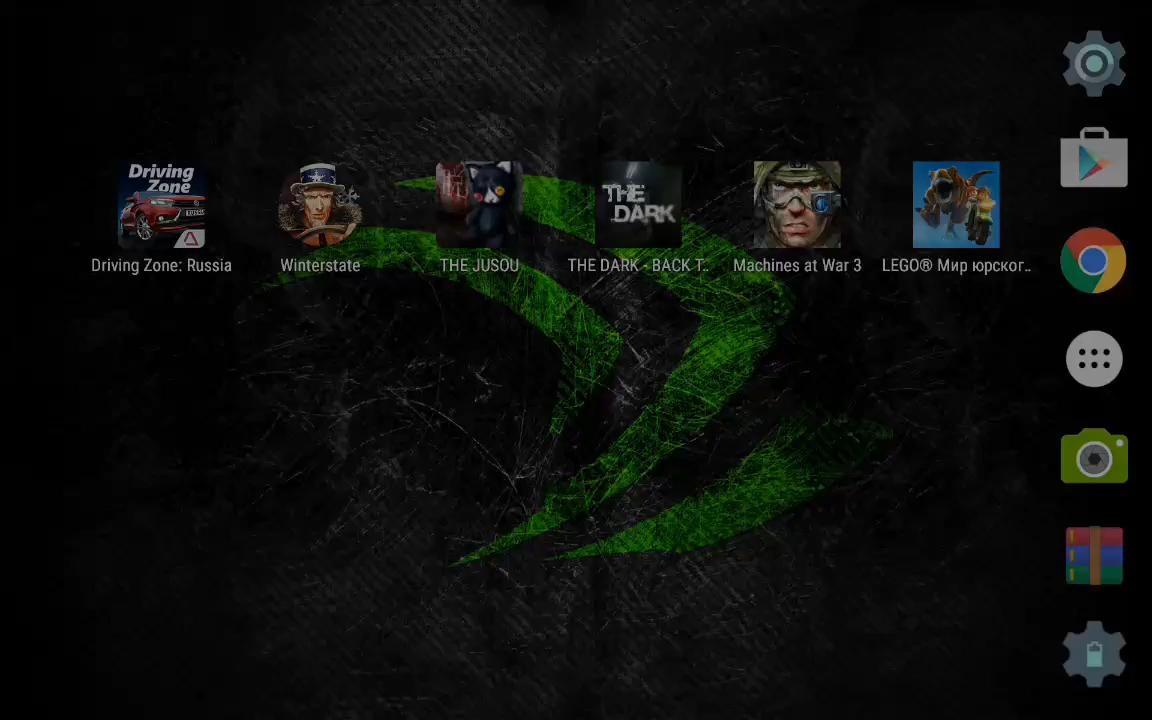 Driving
Zone
RUSSIA
THE
DARK
Driving Zone: Russia
Winterstate
THE JUSOU
THE DARK - BACK T..
Machines at War 3
LEGO® Мир юрског..